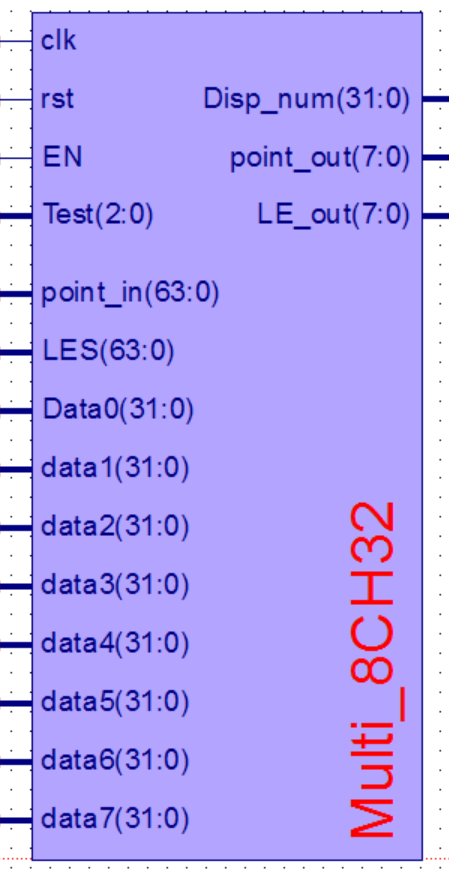 clk
rst
EN
Test(2:0)
point_in(63:0)
LES(63:0)
Data0(31:0)
data1(31:0)
data2(31:0)
data3(31:0)
data4(31:0)
data5(31:0)
data6(31:0)
data7(31:0)
Disp_num(31:0)
point_out(7:0)
LE_out(7:0)
Multi_8CH32